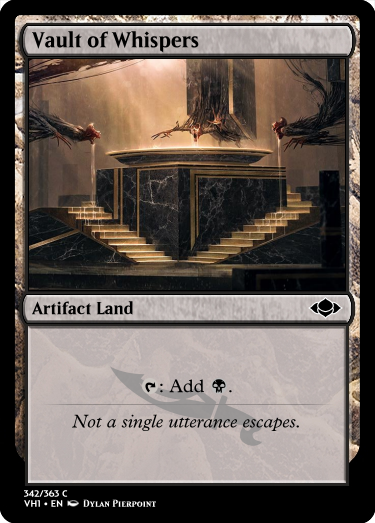 Vault of Whispers
Artifact Land
: Add .
Not a single utterance escapes.
342/363 C
VH1 • EN DYLAN PIERPOINT